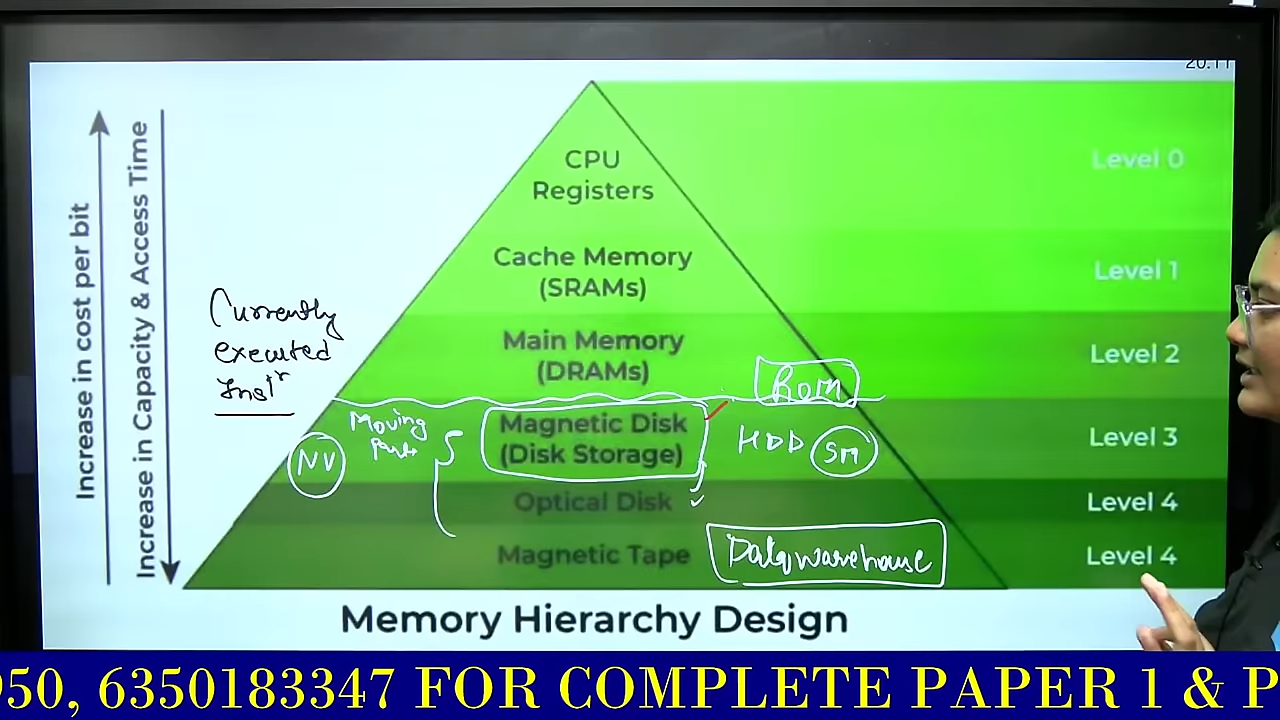 20:11
Increase in cost per bit
Increase in Capacity & Access Time
CPU
Registers
Level 0
Cache Memory
(SRAMs)
Level 1
Currently
executed
Instr
Main Memory
(DRAMs)
Level 2
ROM
Moving
Parts
NV
Magnetic Disk
(Disk Storage)
HDD SM
Level 3
Optical Disk
Level 4
Magnetic Tape
Datawarehouse
Level 4
Memory Hierarchy Design
950, 6350183347 FOR COMPLETE PAPER 1 & P